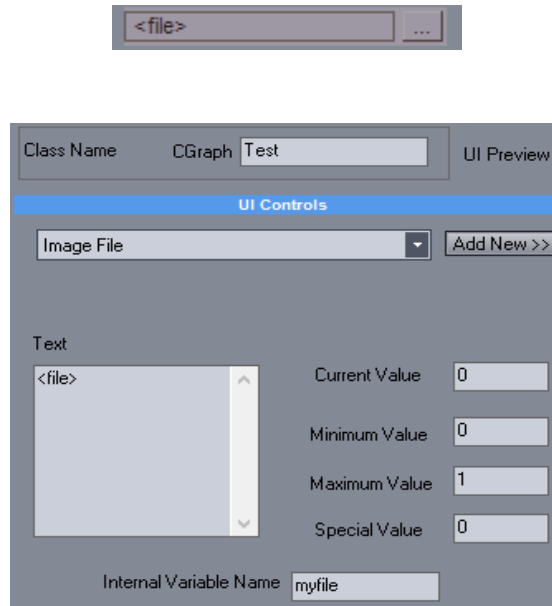 <file> ...
Class Name CGraph Test UI Preview
UI Controls
Image File Add New >>
Text
<file>
Current Value 0
Minimum Value 0
Maximum Value 1
Special Value 0
Internal Variable Name myfile